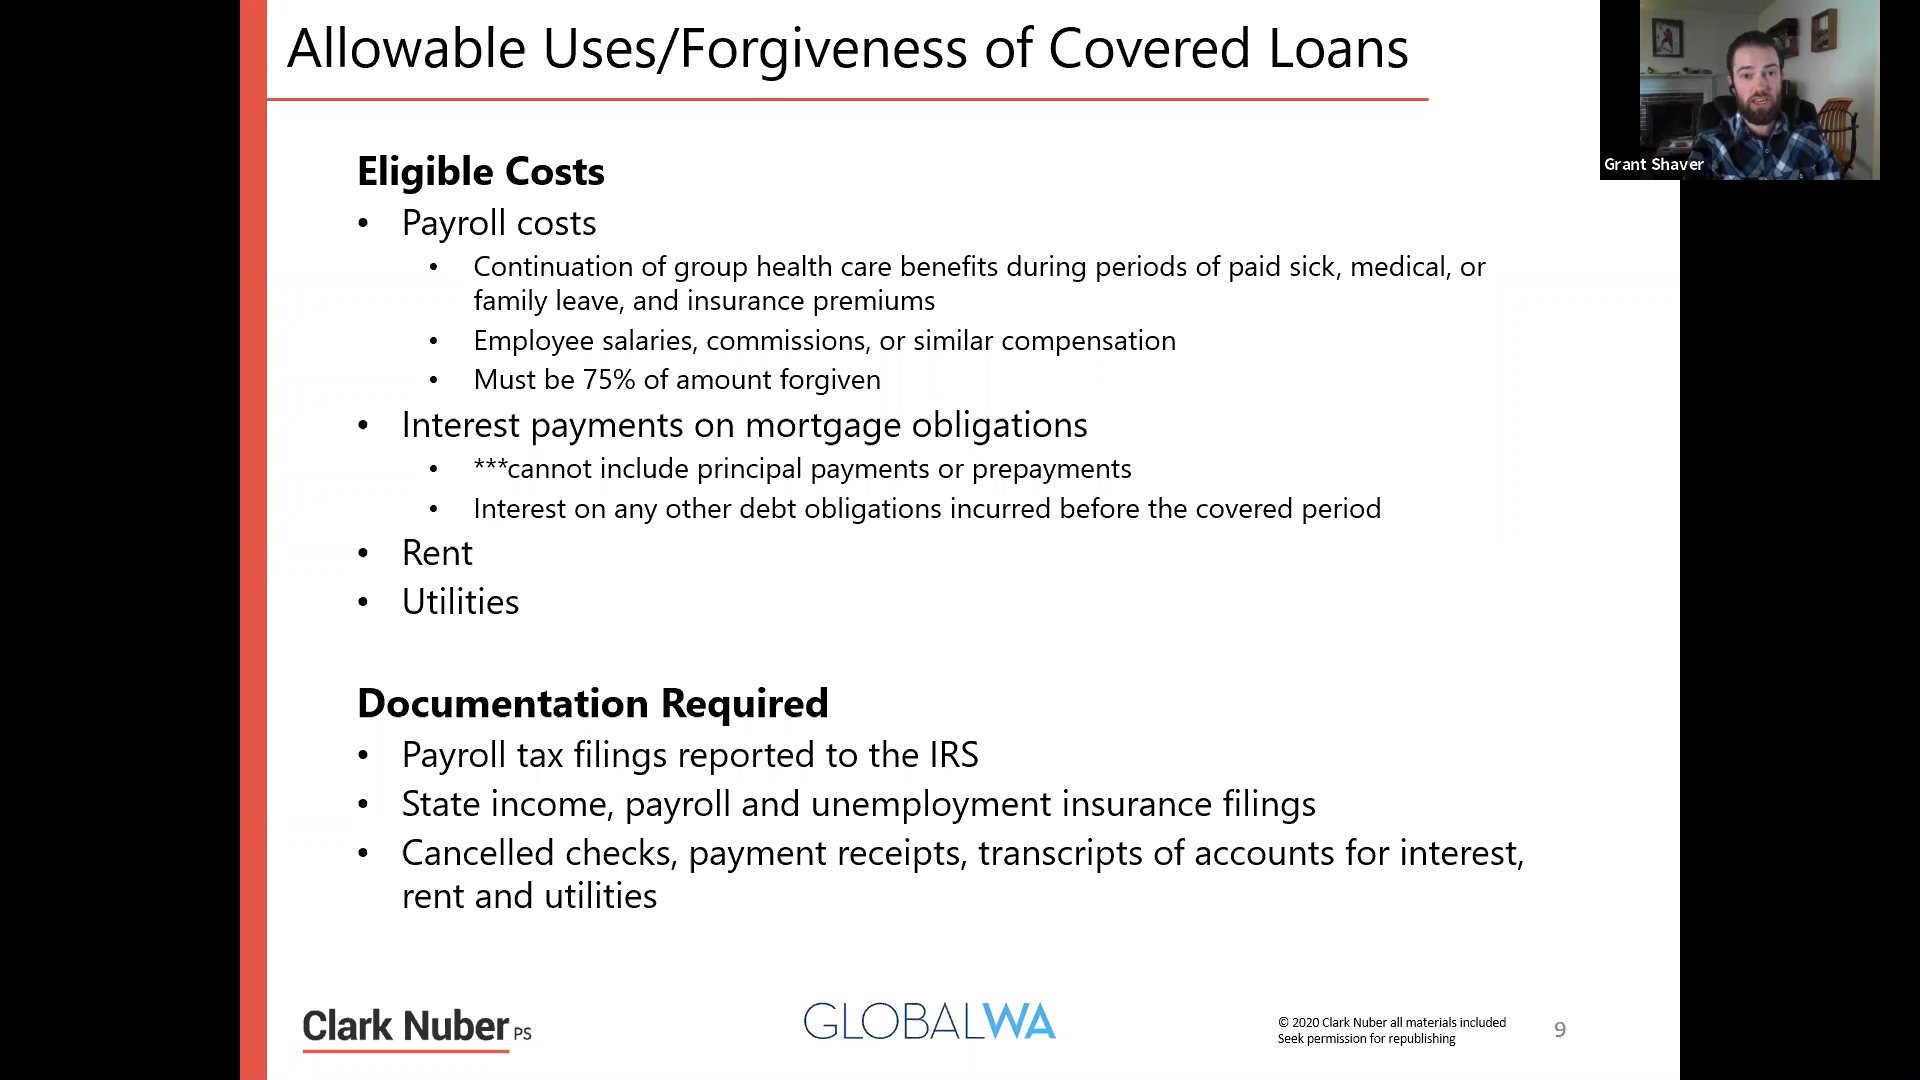 Allowable Uses/Forgiveness of Covered Loans
Grant Shaver
Eligible Costs
• Payroll costs
• Continuation of group health care benefits during periods of paid sick, medical, or
family leave, and insurance premiums
• Employee salaries, commissions, or similar compensation
• Must be 75% of amount forgiven
• Interest payments on mortgage obligations
• ***cannot include principal payments or prepayments
• Interest on any other debt obligations incurred before the covered period
• Rent
• Utilities
Documentation Required
• Payroll tax filings reported to the IRS
• State income, payroll and unemployment insurance filings
• Cancelled checks, payment receipts, transcripts of accounts for interest,
rent and utilities
Clark Nuber PS
GLOBALWA
© 2020 Clark Nuber all materials included
Seek permission for republishing
9